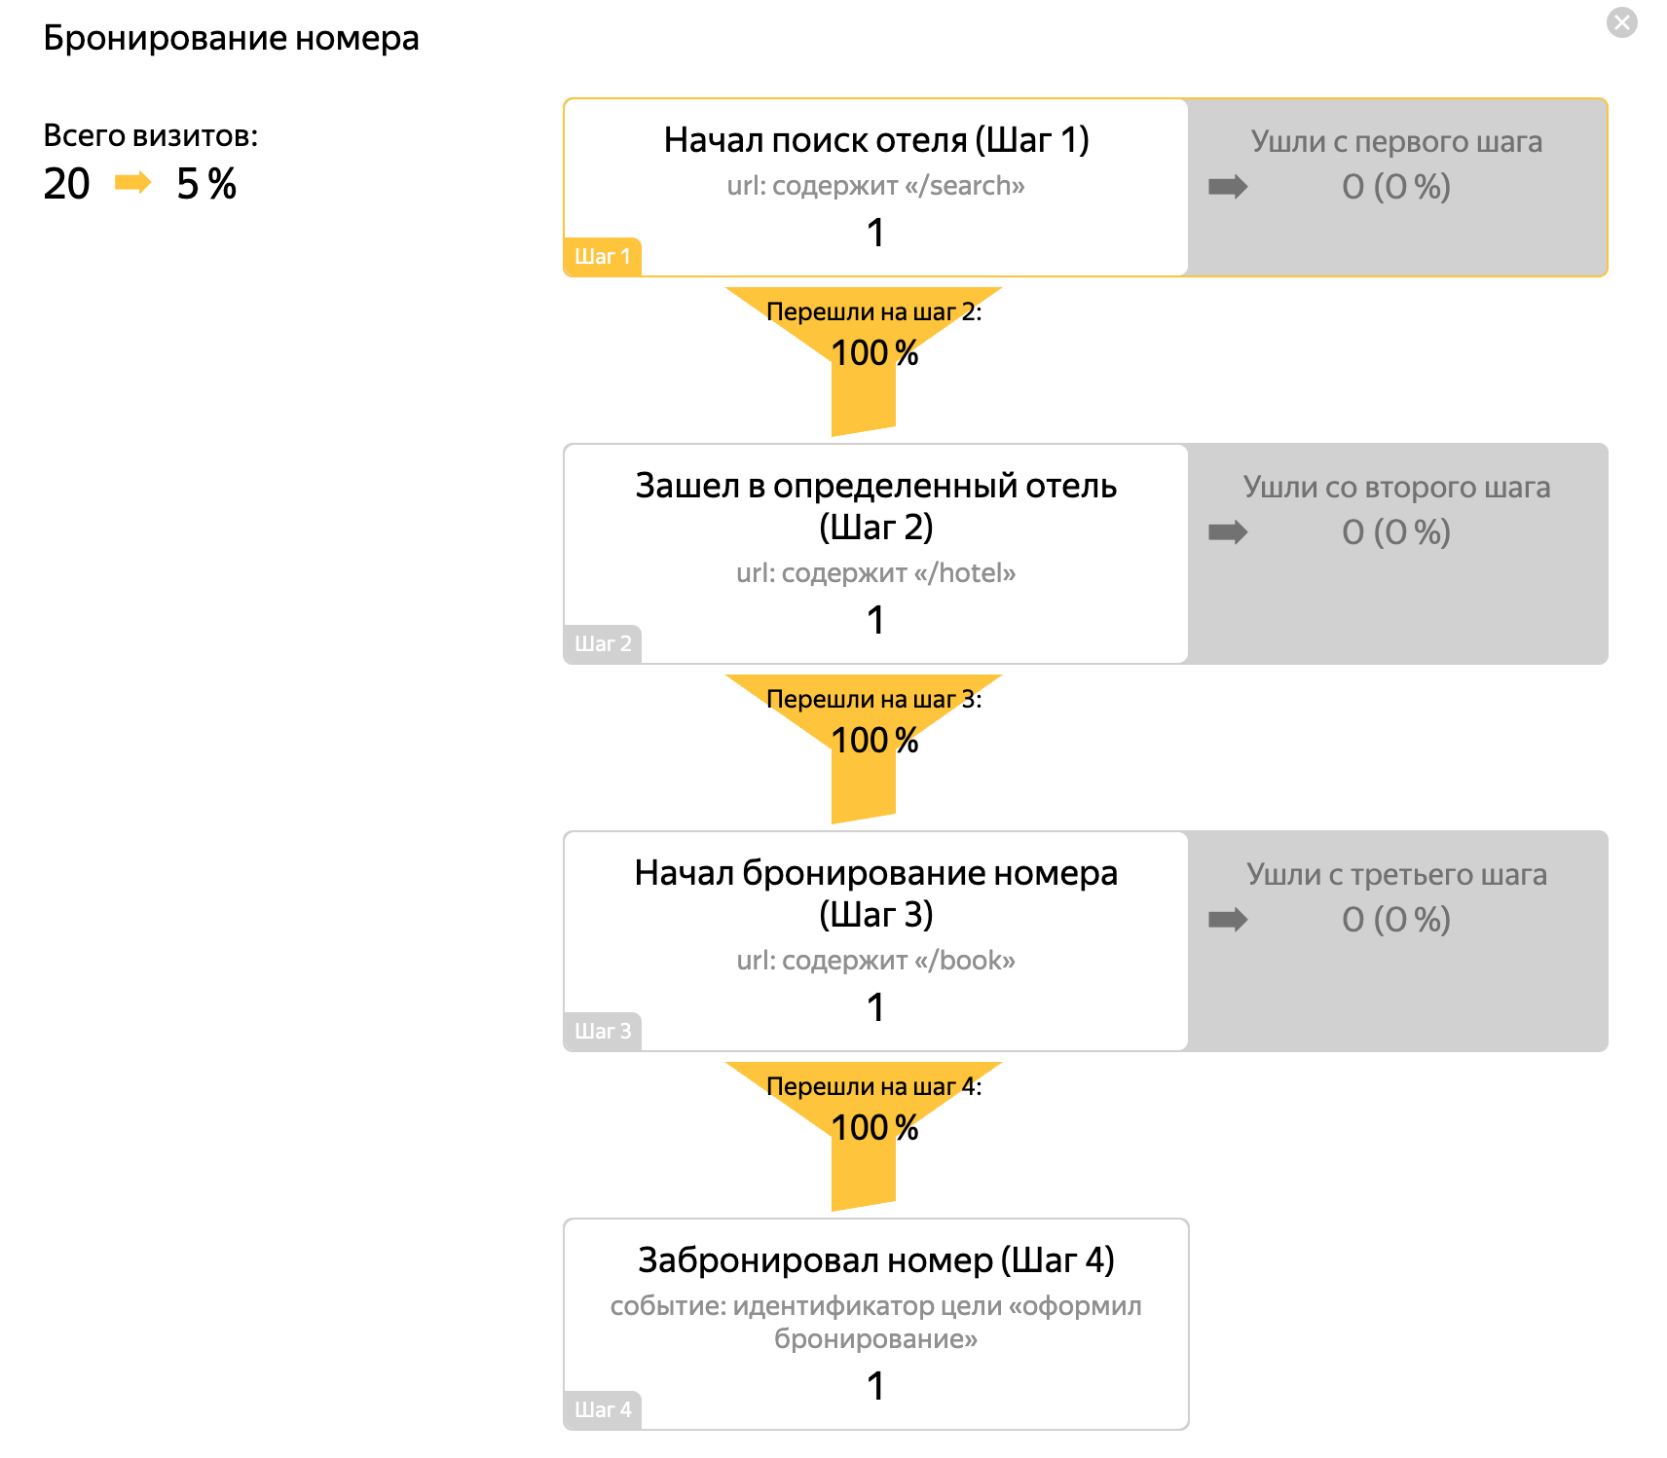 Бронирование номера
Всего визитов:
20 5 %
Начал поиск отеля (Шаг 1)
url: содержит «/search»
1
Шаг 1
Ушли с первого шага
0 (0 %)
Перешли на шаг 2:
100 %
Зашел в определенный отель
(Шаг 2)
url: содержит «/hotel»
1
Шаг 2
Ушли со второго шага
0 (0 %)
Перешли на шаг 3:
100 %
Начал бронирование номера
(Шаг 3)
url: содержит «/book»
1
Шаг 3
Ушли с третьего шага
0 (0 %)
Перешли на шаг 4:
100 %
Забронировал номер (Шаг 4)
событие: идентификатор цели «оформил
бронирование»
1
Шаг 4